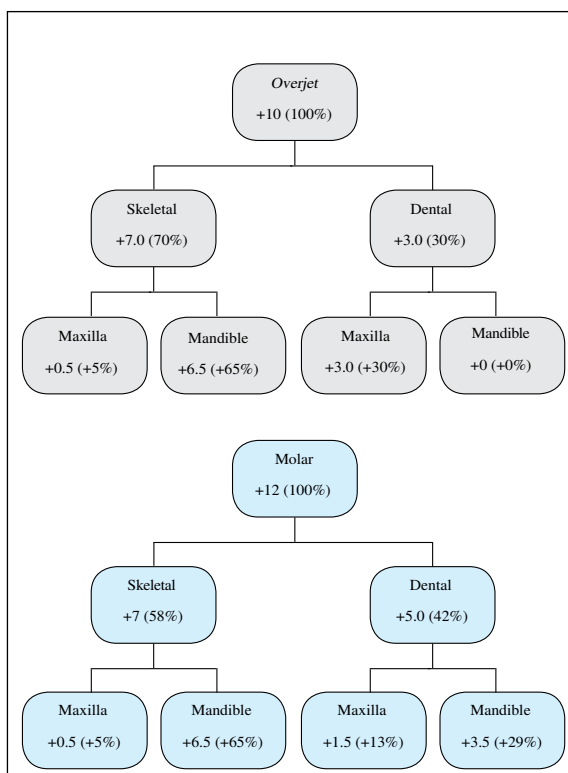 Overjet
+10 (100%)
Skeletal
+7.0 (70%)
Dental
+3.0 (30%)
Maxilla
+0.5 (+5%)
Mandible
+6.5 (+65%)
Maxilla
+3.0 (+30%)
Mandible
+0 (+0%)
Molar
+12 (100%)
Skeletal
+7 (58%)
Dental
+5.0 (42%)
Maxilla
+0.5 (+5%)
Mandible
+6.5 (+65%)
Maxilla
+1.5 (+13%)
Mandible
+3.5 (+29%)